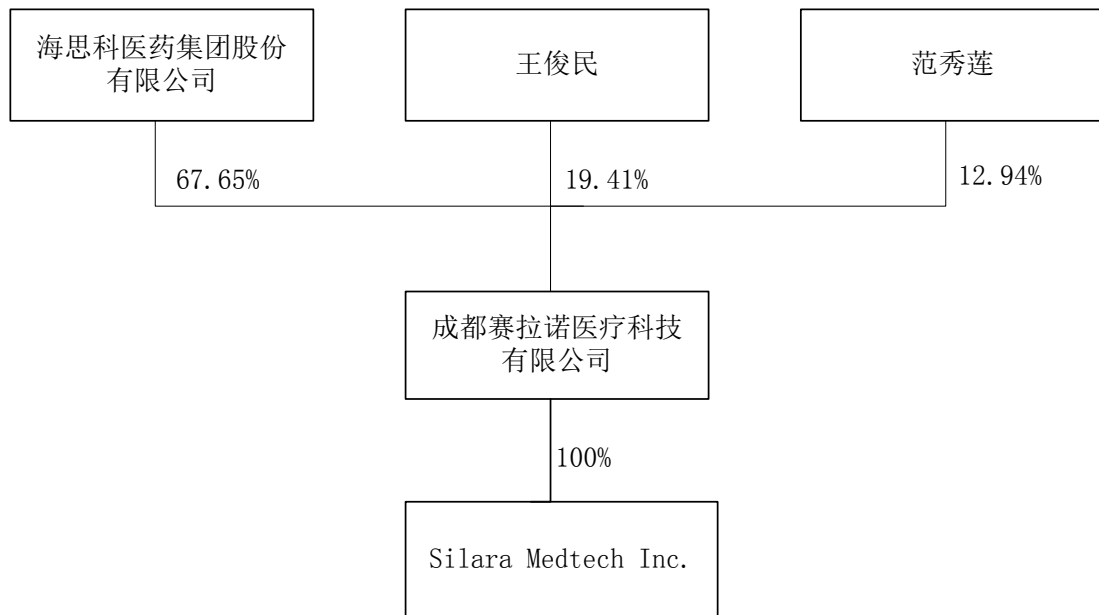 海思科医药集团股份
有限公司
王俊民
范秀莲
67.65%
19.41%
12.94%
成都赛拉诺医疗科技
有限公司
100%
Silara Medtech Inc.